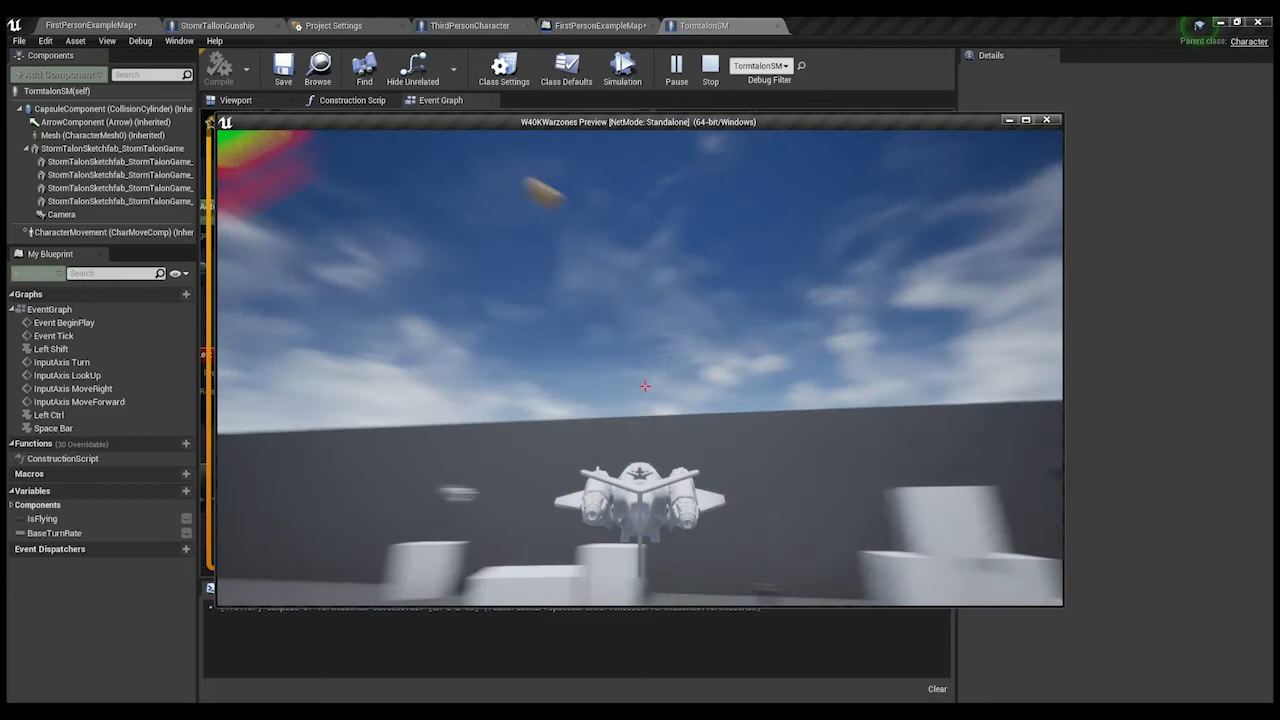 FirstPersonExampleMap*
StomrTallonGunship
Project Settings
ThirdPersonCharacter
FirstPersonExampleMap*
TormtalonSM
File Edit Asset View Debug Window Help
Parent class: Character
Components
+Add Component
Search
TormtalonSM(self)
CapsuleComponent (CollisionCylinder) (Inhe
ArrowComponent (Arrow) (Inherited)
Mesh (CharacterMesh0) (Inherited)
StormTalonSketchfab_StormTalonGame
StormTalonSketchfab_StormTalonGame_
StormTalonSketchfab_StormTalonGame_
StormTalonSketchfab_StormTalonGame_
StormTalonSketchfab_StormTalonGame_
Camera
CharacterMovement (CharMoveComp) (Inher
My Blueprint
Search
Graphs
EventGraph
Event BeginPlay
Event Tick
Left Shift
InputAxis Turn
InputAxis LookUp
InputAxis MoveRight
InputAxis MoveForward
Left Ctrl
Space Bar
Functions (30 Overridable)
ConstructionScript
Macros
Variables
Components
IsFlying
BaseTurnRate
Event Dispatchers
Compile
Save
Browse
Find
Hide Unrelated
Class Settings
Class Defaults
Simulation
Pause
Stop
TormtalonSM
Debug Filter
Viewport
Construction Scrip
Event Graph
W40KWarzones Preview [NetMode: Standalone] (64-bit/Windows)
Details
Clear